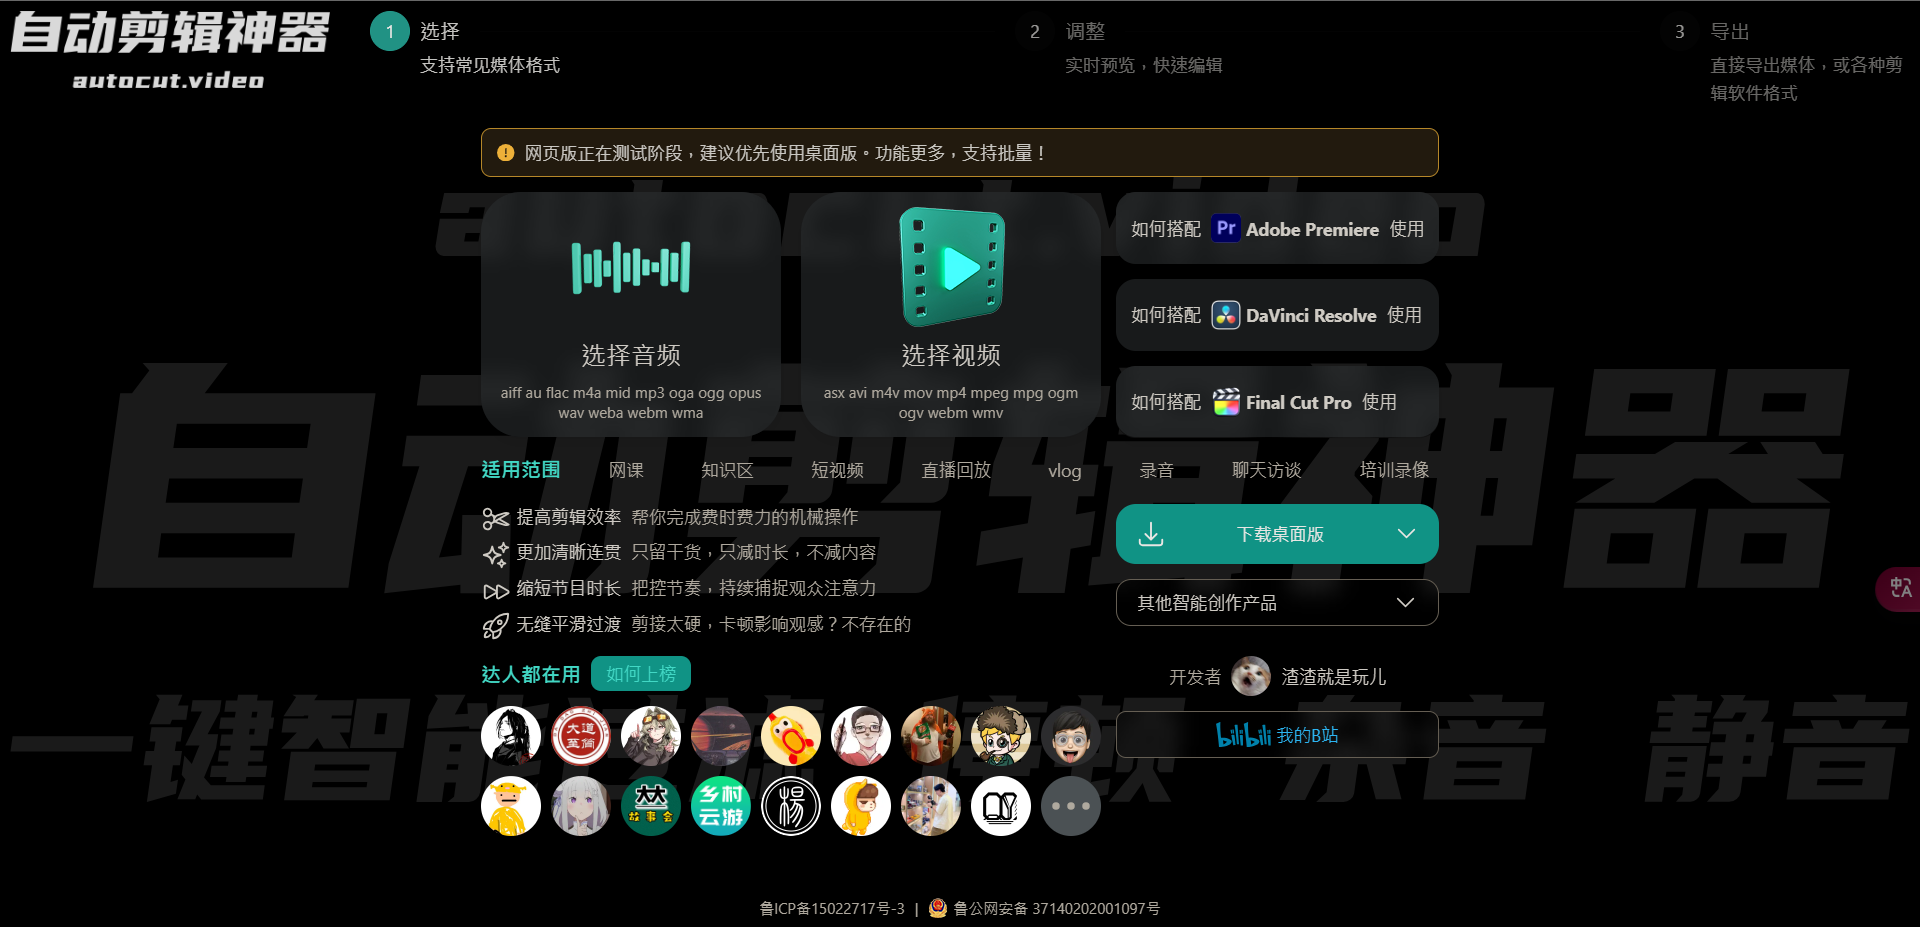 自动剪辑神器
autocut.video
1 选择
支持常见媒体格式
2 调整
实时预览，快速编辑
3 导出
直接导出媒体，或各种剪
辑软件格式
网页版正在测试阶段，建议优先使用桌面版。功能更多，支持批量！
选择音频
aiff au flac m4a mid mp3 oga ogg opus
wav weba webm wma
选择视频
asx avi m4v mov mp4 mpeg mpg ogm
ogv webm wmv
如何搭配 Pr Adobe Premiere 使用
如何搭配 DaVinci Resolve 使用
如何搭配 Final Cut Pro 使用
适用范围 网课 知识区 短视频 直播回放 vlog 录音 聊天访谈 培训录像
提高剪辑效率 帮你完成费时费力的机械操作
更加清晰连贯 只留干货，只减时长，不减内容
缩短节目时长 把控节奏，持续捕捉观众注意力
无缝平滑过渡 剪接太硬，卡顿影响观感？不存在的
下载桌面版
其他智能创作产品
达人都在用 如何上榜
开发者 渣渣就是玩儿
bilibili 我的B站
大道
至简
故事会
乡村
云游
楊
鲁ICP备15022717号-3 | 鲁公网安备 37140202001097号
autocut.video
自动剪辑神器